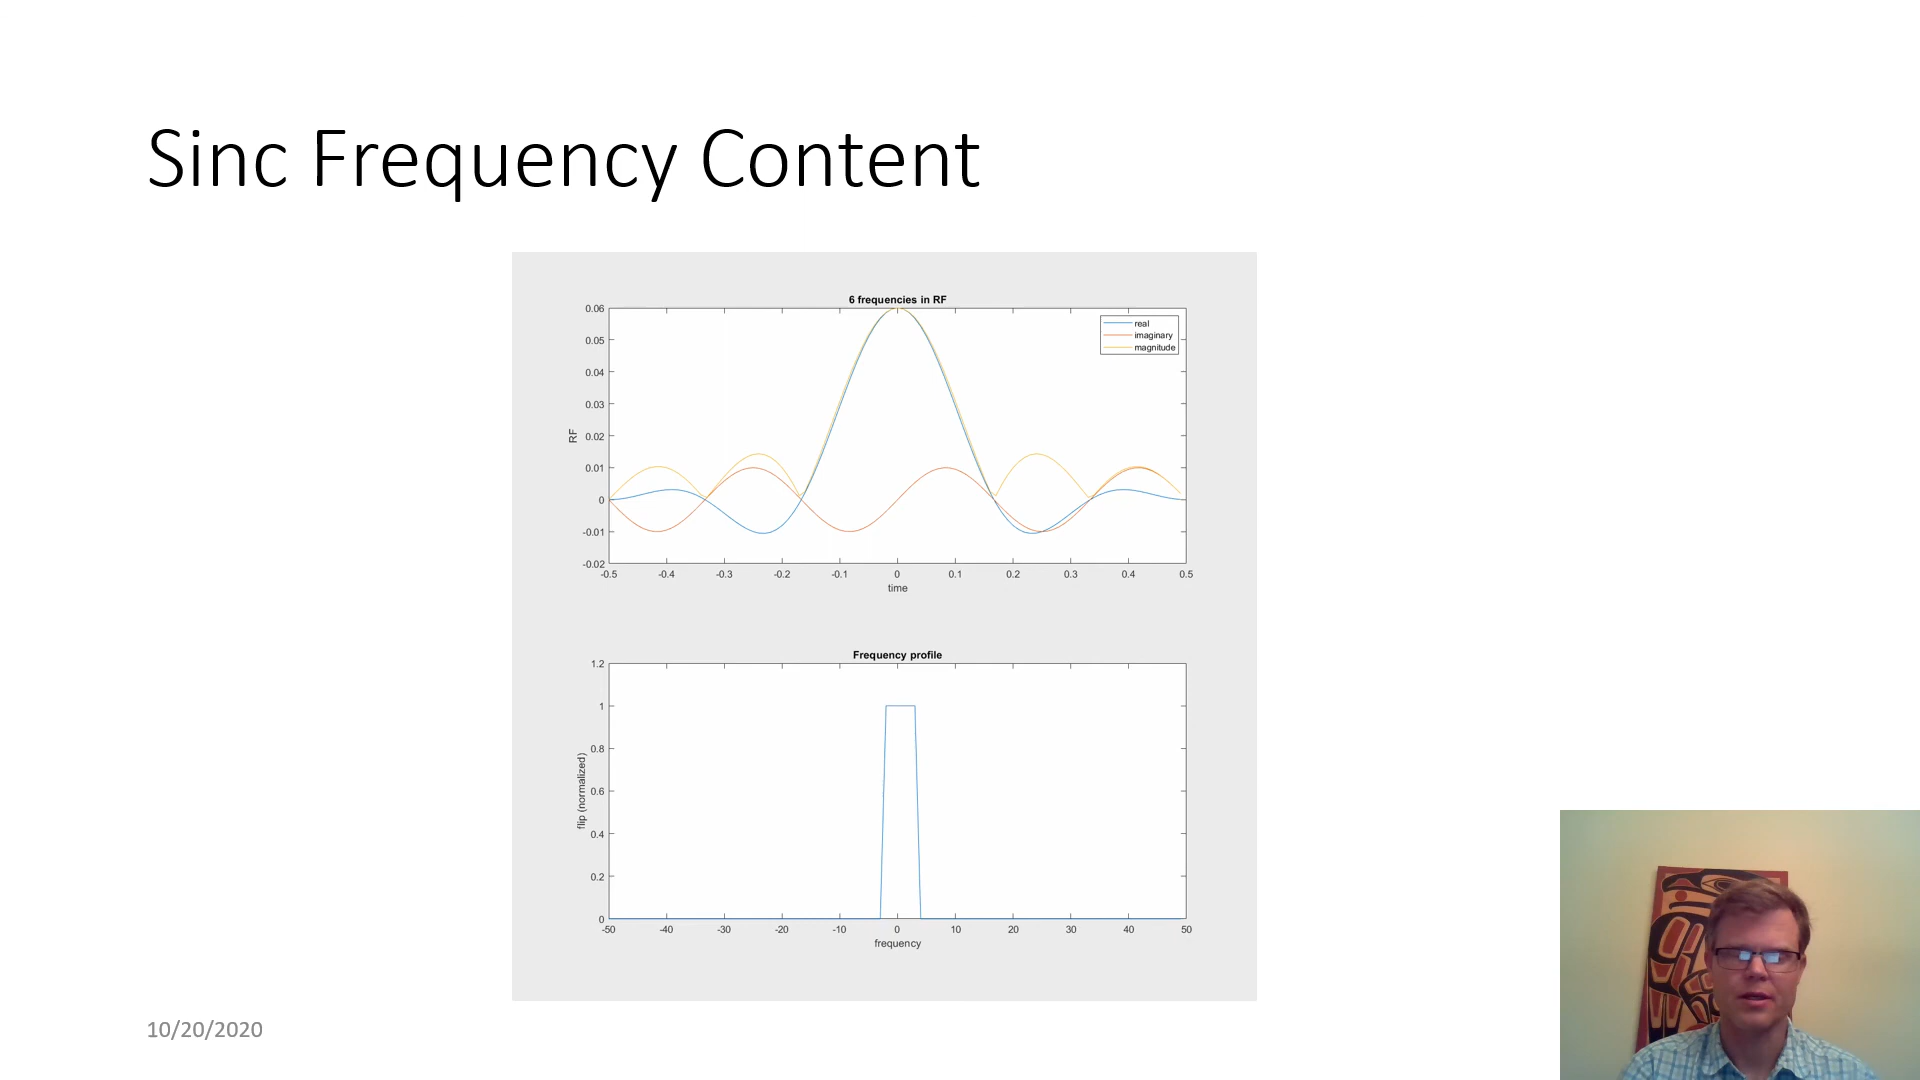 Sinc Frequency Content
6 frequencies in RF
real
imaginary
magnitude
0.06
0.05
0.04
0.03
0.02
0.01
0
-0.01
-0.02
RF
-0.5 -0.4 -0.3 -0.2 -0.1 0 0.1 0.2 0.3 0.4 0.5
time
Frequency profile
1.2
1
0.8
0.6
0.4
0.2
0
flip (normalized)
-50 -40 -30 -20 -10 0 10 20 30 40 50
frequency
10/20/2020